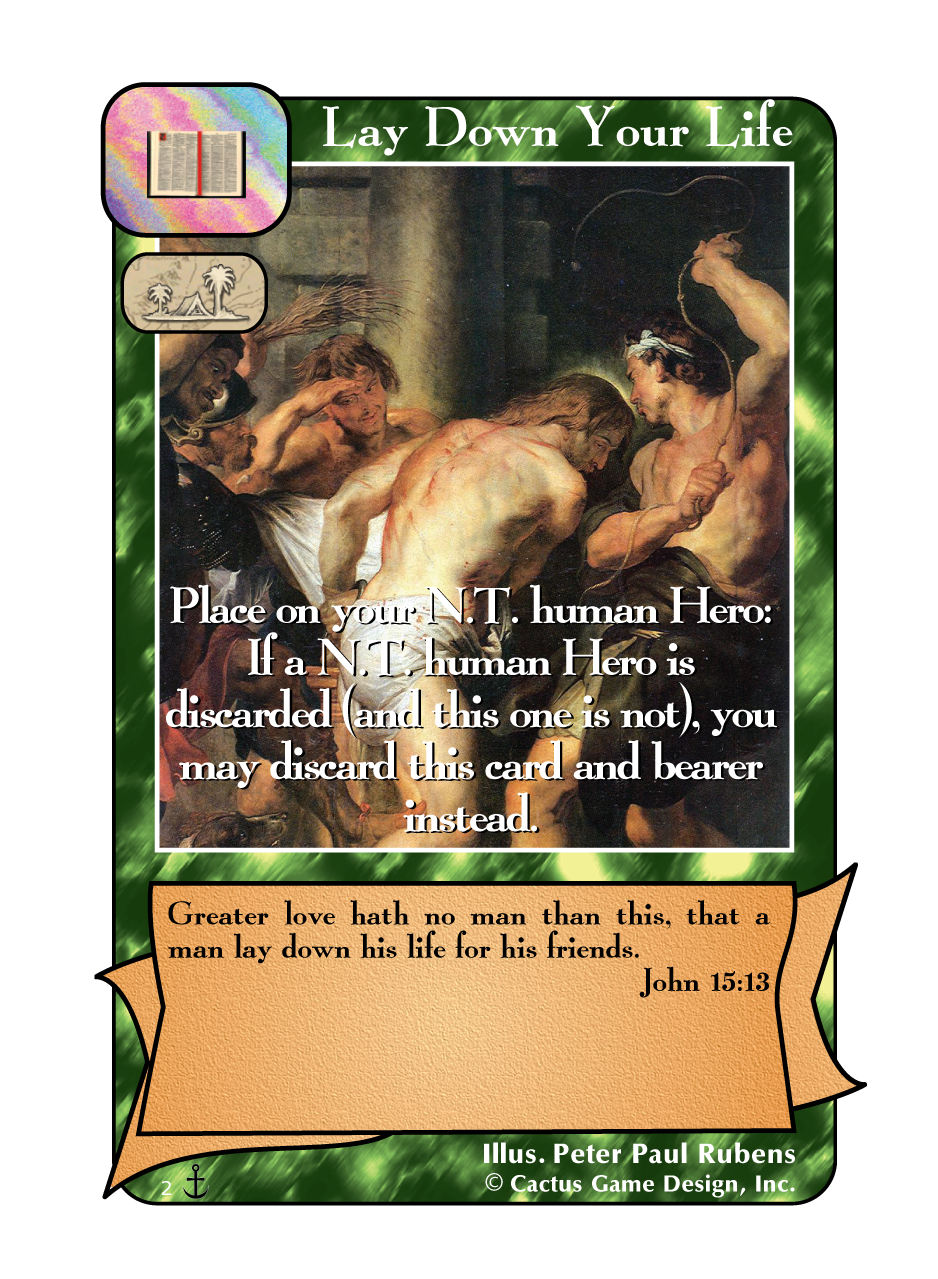 Lay Down Your Life
Place on your N.T. human Hero:
If a N.T. human Hero is
discarded (and this one is not), you
may discard this card and bearer
instead.
Greater love hath no man than this, that a
man lay down his life for his friends.
John 15:13
Illus. Peter Paul Rubens
© Cactus Game Design, Inc.
2